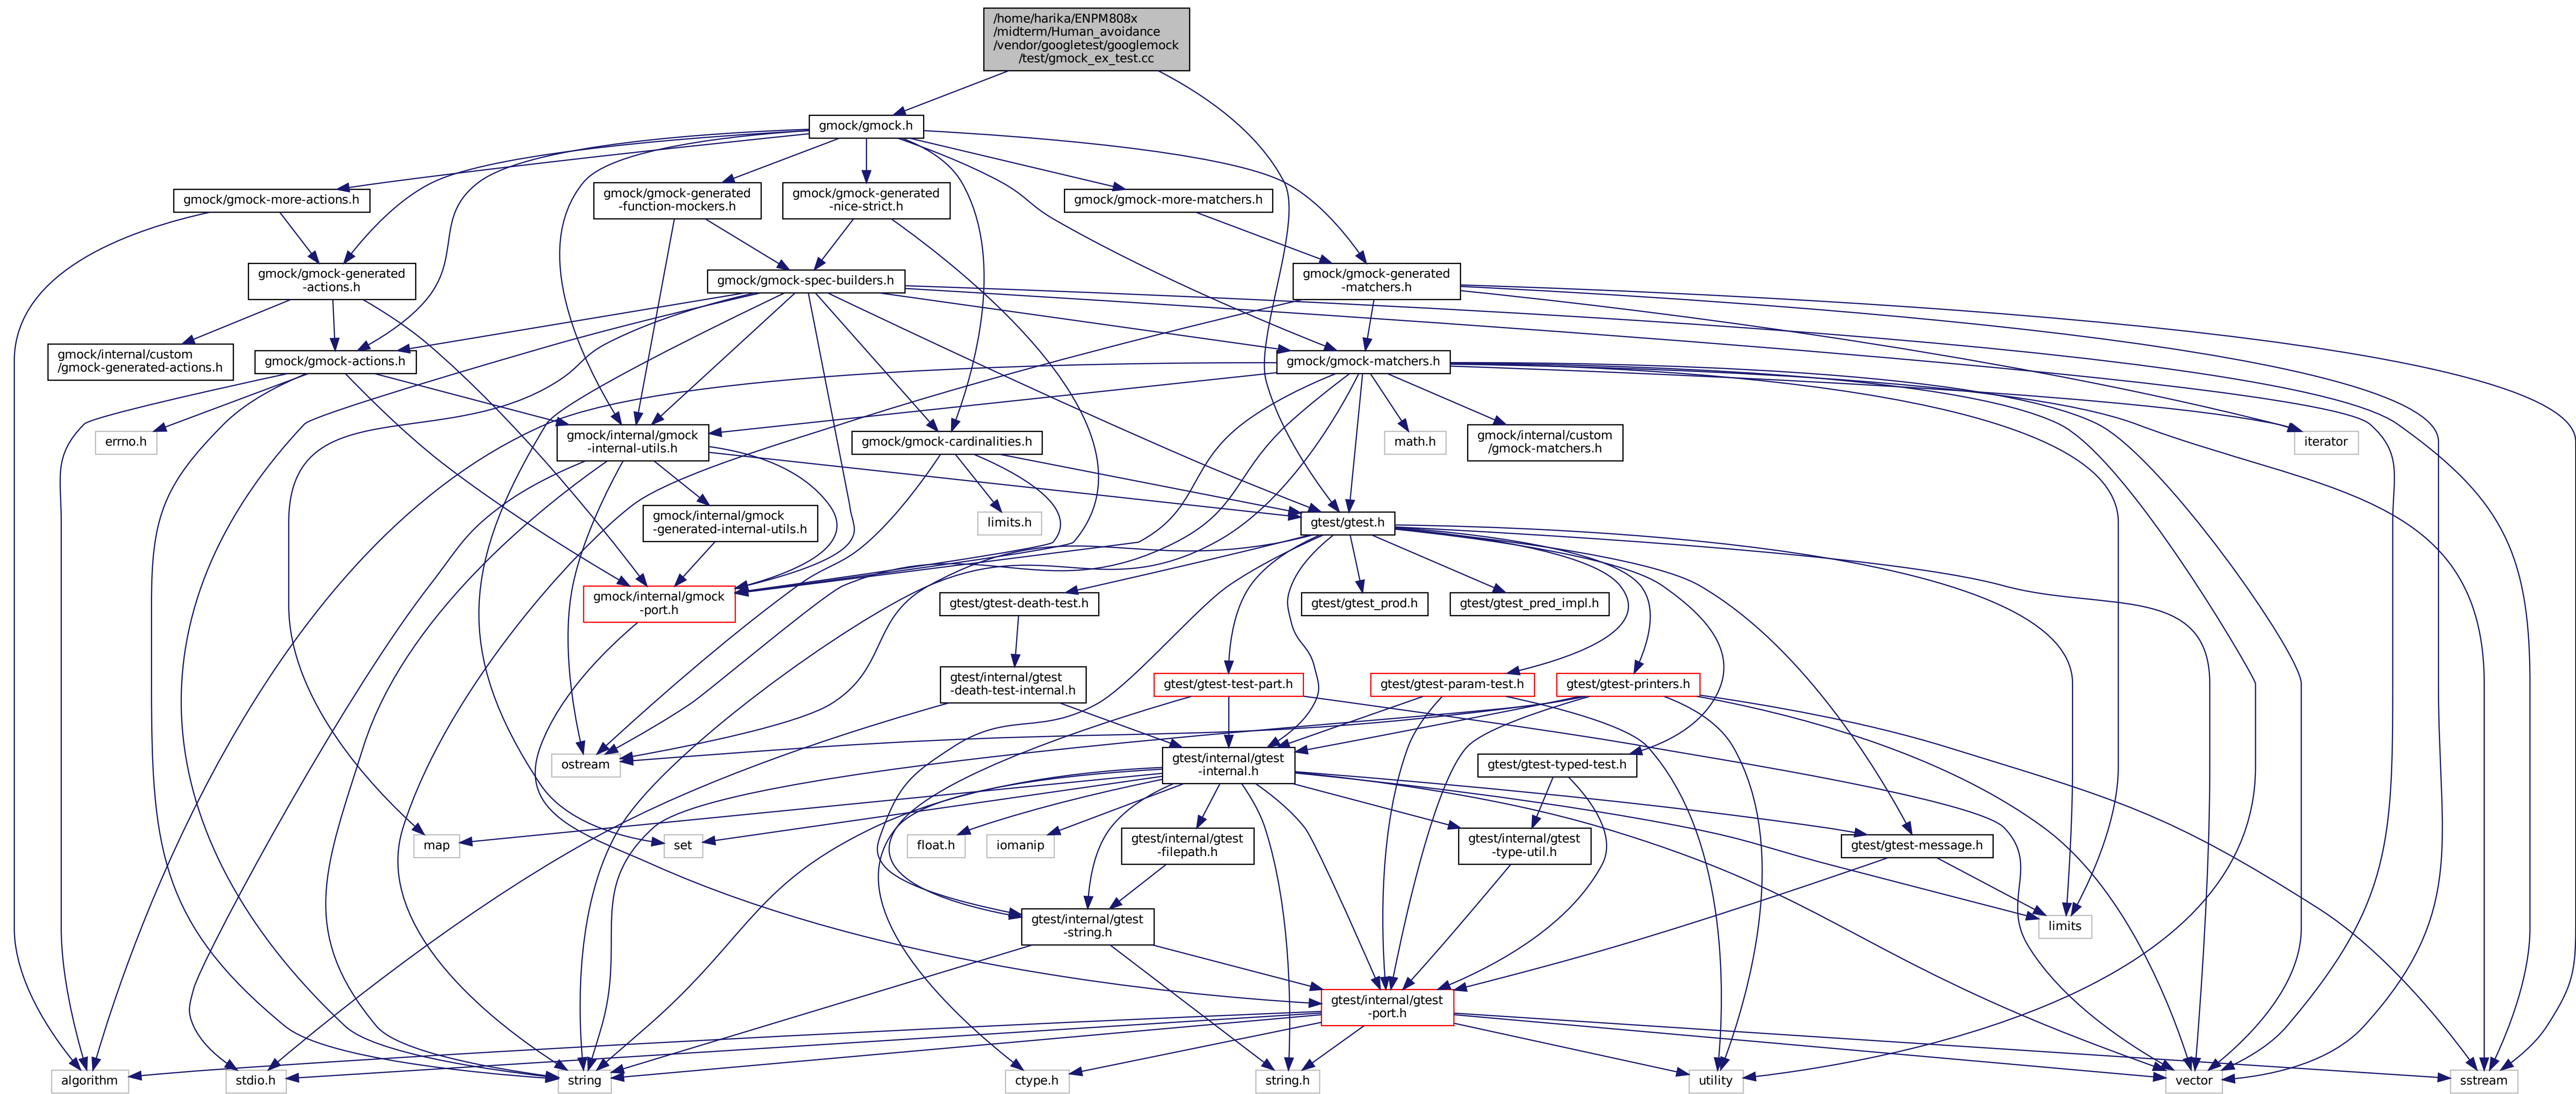 /home/harika/ENPM808x
/midterm/Human_avoidance
/vendor/googletest/googlemock
/test/gmock_ex_test.cc
gmock/gmock.h
gmock/gmock-more-actions.h
gmock/gmock-generated
-function-mockers.h
gmock/gmock-generated
-nice-strict.h
gmock/gmock-more-matchers.h
gmock/gmock-generated
-actions.h
gmock/gmock-spec-builders.h
gmock/gmock-generated
-matchers.h
gmock/internal/custom
/gmock-generated-actions.h
gmock/gmock-actions.h
gmock/gmock-matchers.h
errno.h
gmock/internal/gmock
-internal-utils.h
gmock/gmock-cardinalities.h
math.h
gmock/internal/custom
/gmock-matchers.h
iterator
gmock/internal/gmock
-generated-internal-utils.h
limits.h
gtest/gtest.h
gmock/internal/gmock
-port.h
gtest/gtest-death-test.h
gtest/gtest_prod.h
gtest/gtest_pred_impl.h
gtest/internal/gtest
-death-test-internal.h
gtest/gtest-test-part.h
gtest/gtest-param-test.h
gtest/gtest-printers.h
ostream
gtest/internal/gtest
-internal.h
gtest/gtest-typed-test.h
map
set
float.h
iomanip
gtest/internal/gtest
-filepath.h
gtest/internal/gtest
-type-util.h
gtest/gtest-message.h
gtest/internal/gtest
-string.h
limits
gtest/internal/gtest
-port.h
algorithm
stdio.h
string
ctype.h
string.h
utility
vector
sstream